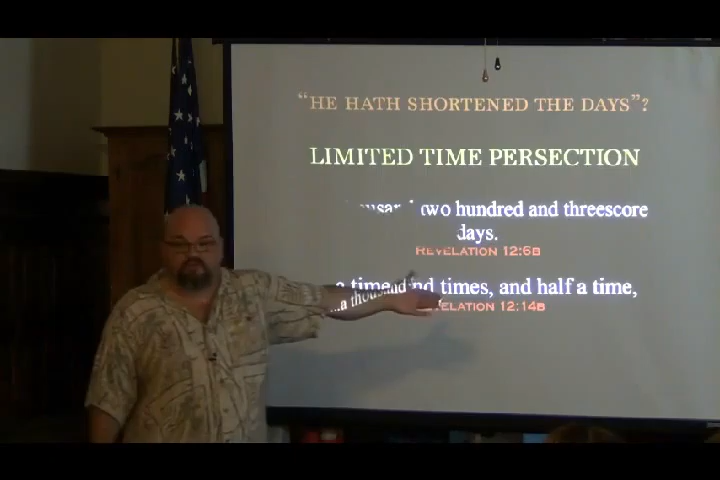 “HE HATH SHORTENED THE DAYS”?
LIMITED TIME PERSECTION
two hundred and threescore
days.
REVELATION 12:6B
a time and times, and half a time,
...a thousand
REVELATION 12:14B